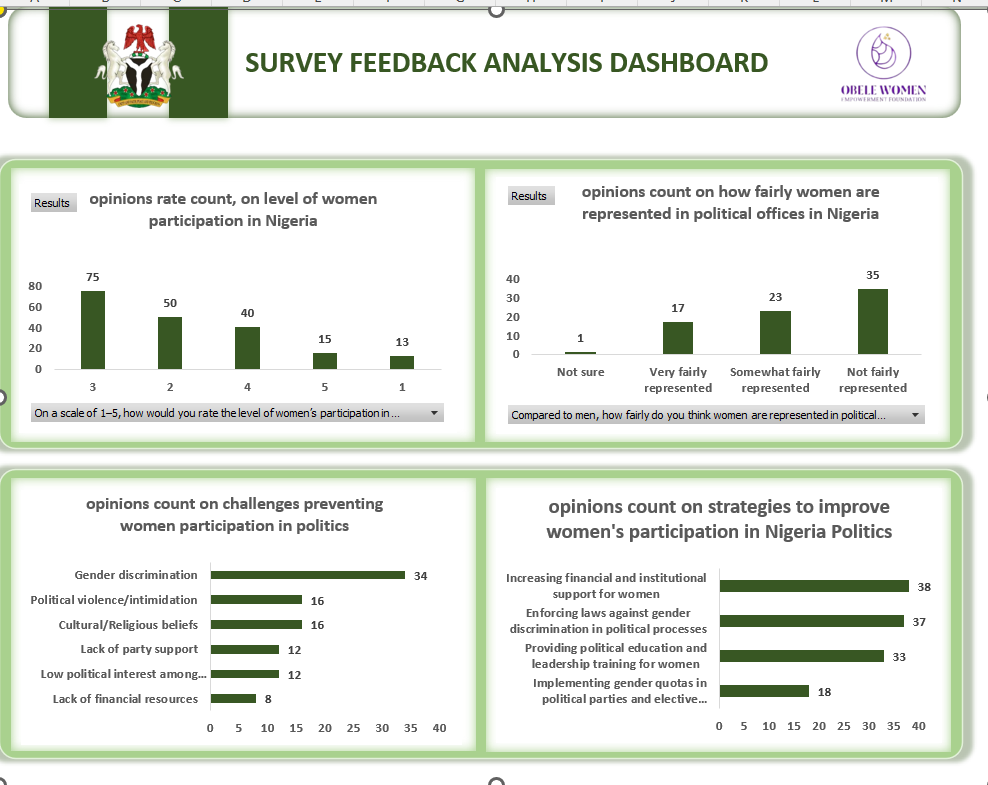 SURVEY FEEDBACK ANALYSIS DASHBOARD
OBELE WOMEN
EMPOWERMENT FOUNDATION
Results
opinions rate count, on level of women
participation in Nigeria
80
60
40
20
0
75
50
40
15
13
3 2 4 5 1
On a scale of 1–5, how would you rate the level of women's participation in ...
Results
opinions count on how fairly women are
represented in political offices in Nigeria
40
30
20
10
0
1
17
23
35
Not sure
Very fairly
represented
Somewhat fairly
represented
Not fairly
represented
Compared to men, how fairly do you think women are represented in political...
opinions count on challenges preventing
women participation in politics
Gender discrimination 34
Political violence/intimidation 16
Cultural/Religious beliefs 16
Lack of party support 12
Low political interest among... 12
Lack of financial resources 8
0 5 10 15 20 25 30 35 40
opinions count on strategies to improve
women's participation in Nigeria Politics
Increasing financial and institutional
support for women
38
Enforcing laws against gender
discrimination in political processes
37
Providing political education and
leadership training for women
33
Implementing gender quotas in
political parties and elective...
18
0 5 10 15 20 25 30 35 40